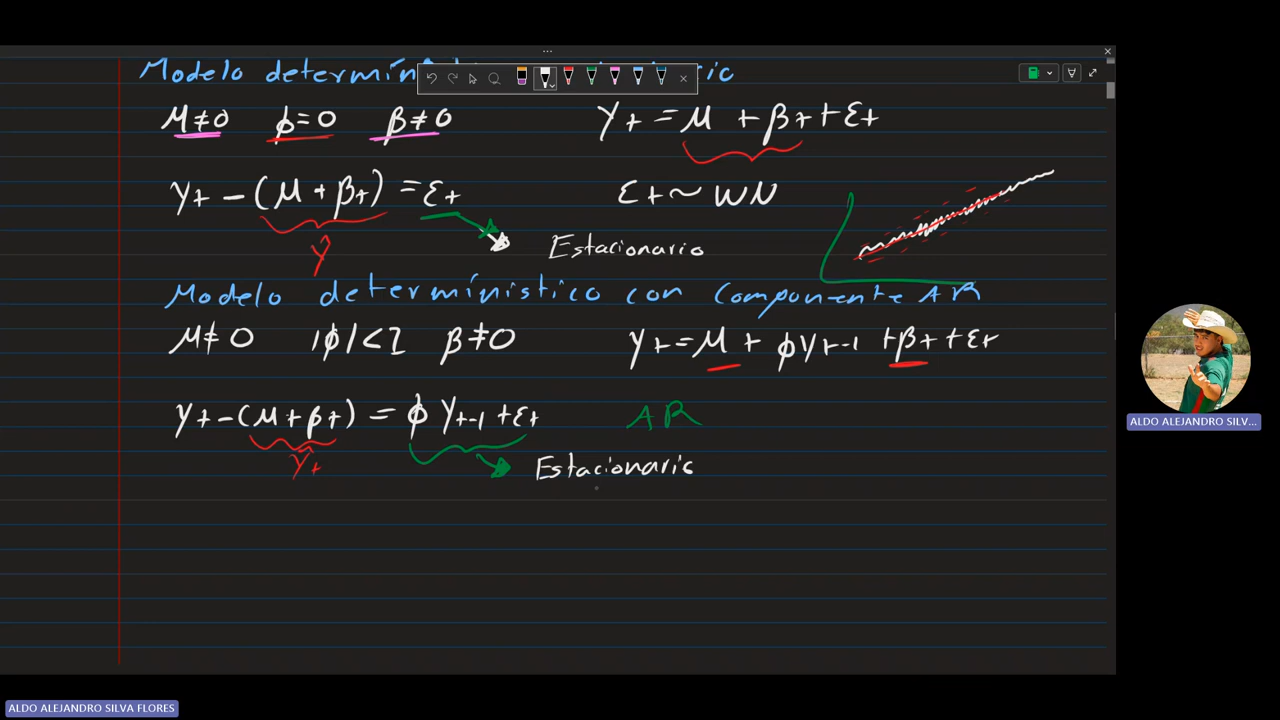 Modelo determin
μ≠0 φ=0 β≠0 Yt = μ + βt + εt
Yt - (μ + βt) = εt εt ~ WN
Ŷ Estacionario
Modelo determinístico con Componente AR
μ≠0 |φ|<1 β≠0 Yt = μ + φYt-1 + βt + εt
Yt - (μ + βt) = φ Yt-1 + εt AR
Ŷt Estacionario
ALDO ALEJANDRO SILV...
ALDO ALEJANDRO SILVA FLORES